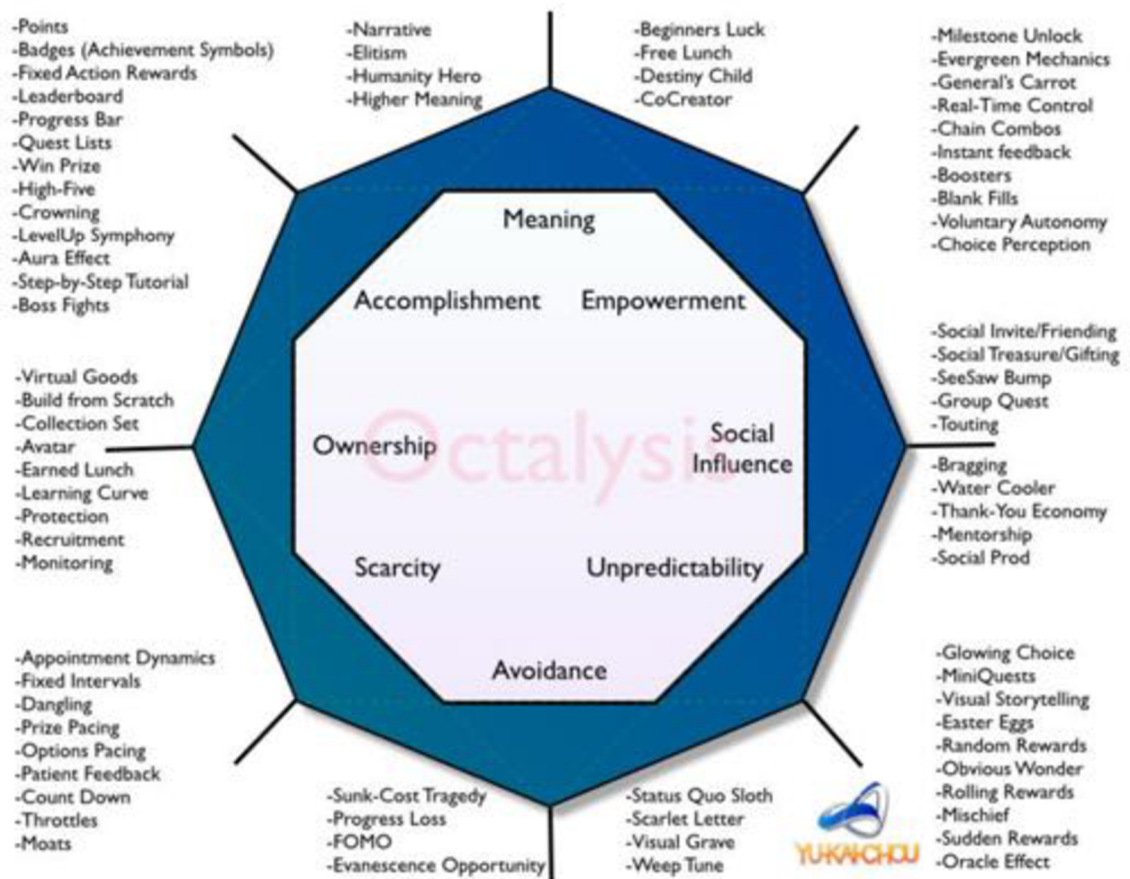 -Points
-Badges (Achievement Symbols)
-Fixed Action Rewards
-Leaderboard
-Progress Bar
-Quest Lists
-Win Prize
-High-Five
-Crowning
-LevelUp Symphony
-Aura Effect
-Step-by-Step Tutorial
-Boss Fights
-Narrative
-Elitism
-Humanity Hero
-Higher Meaning
-Beginners Luck
-Free Lunch
-Destiny Child
-CoCreator
-Milestone Unlock
-Evergreen Mechanics
-General's Carrot
-Real-Time Control
-Chain Combos
-Instant feedback
-Boosters
-Blank Fills
-Voluntary Autonomy
-Choice Perception
Meaning
Accomplishment
Empowerment
Ownership
Octalysis
Social
Influence
Scarcity
Unpredictability
Avoidance
-Virtual Goods
-Build from Scratch
-Collection Set
-Avatar
-Earned Lunch
-Learning Curve
-Protection
-Recruitment
-Monitoring
-Social Invite/Friending
-Social Treasure/Gifting
-SeeSaw Bump
-Group Quest
-Touting
-Bragging
-Water Cooler
-Thank-You Economy
-Mentorship
-Social Prod
-Appointment Dynamics
-Fixed Intervals
-Dangling
-Prize Pacing
-Options Pacing
-Patient Feedback
-Count Down
-Throttles
-Moats
-Sunk-Cost Tragedy
-Progress Loss
-FOMO
-Evanescence Opportunity
-Status Quo Sloth
-Scarlet Letter
-Visual Grave
-Weep Tune
YU-KAI-CHOU
-Glowing Choice
-MiniQuests
-Visual Storytelling
-Easter Eggs
-Random Rewards
-Obvious Wonder
-Rolling Rewards
-Mischief
-Sudden Rewards
-Oracle Effect